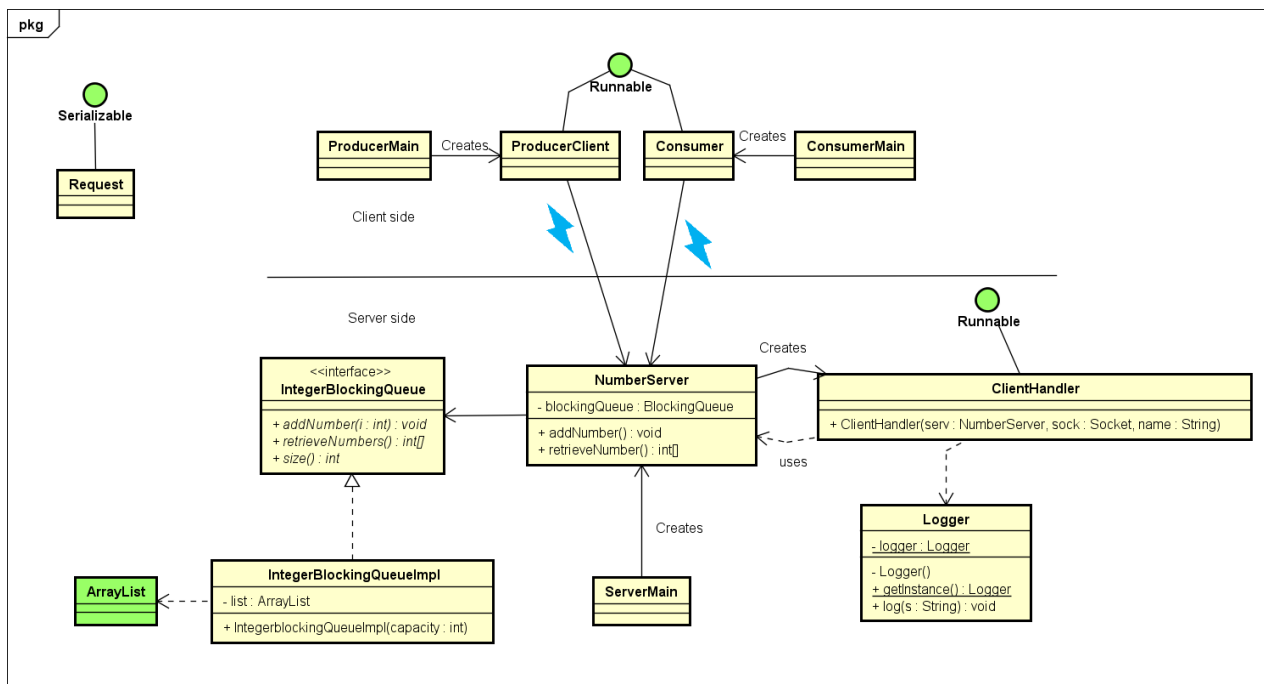 pkg
Runnable
Serializable
ProducerMain
Creates
ProducerClient
Consumer
Creates
ConsumerMain
Request
Client side
Server side
Runnable
<<interface>>
IntegerBlockingQueue
+ addNumber(i : int) : void
+ retrieveNumbers() : int[]
+ size() : int
NumberServer
- blockingQueue : BlockingQueue
+ addNumber() : void
+ retrieveNumber() : int[]
Creates
ClientHandler
+ ClientHandler(serv : NumberServer, sock : Socket, name : String)
uses
Creates
Logger
- logger : Logger
- Logger()
+ getInstance() : Logger
+ log(s : String) : void
IntegerBlockingQueueImpl
- list : ArrayList
+ IntegerblockingQueueImpl(capacity : int)
ArrayList
ServerMain